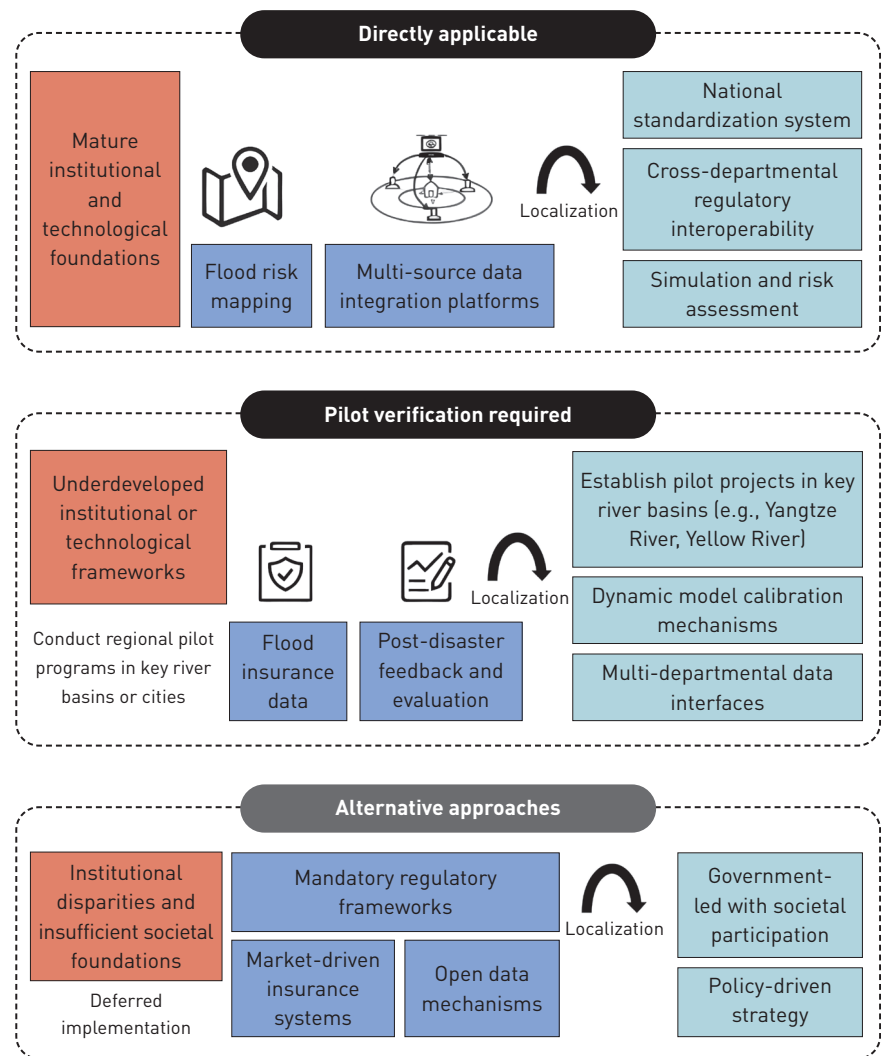 Directly applicable
Mature
institutional
and
technological
foundations
Flood risk
mapping
Multi-source data
integration platforms
Localization
National
standardization system
Cross-departmental
regulatory
interoperability
Simulation and risk
assessment
Pilot verification required
Underdeveloped
institutional or
technological
frameworks
Conduct regional pilot
programs in key river
basins or cities
Flood
insurance
data
Post-disaster
feedback and
evaluation
Localization
Establish pilot projects in key
river basins (e.g., Yangtze
River, Yellow River)
Dynamic model calibration
mechanisms
Multi-departmental data
interfaces
Alternative approaches
Institutional
disparities and
insufficient societal
foundations
Deferred
implementation
Mandatory regulatory
frameworks
Market-driven
insurance
systems
Open data
mechanisms
Localization
Government-
led with societal
participation
Policy-driven
strategy